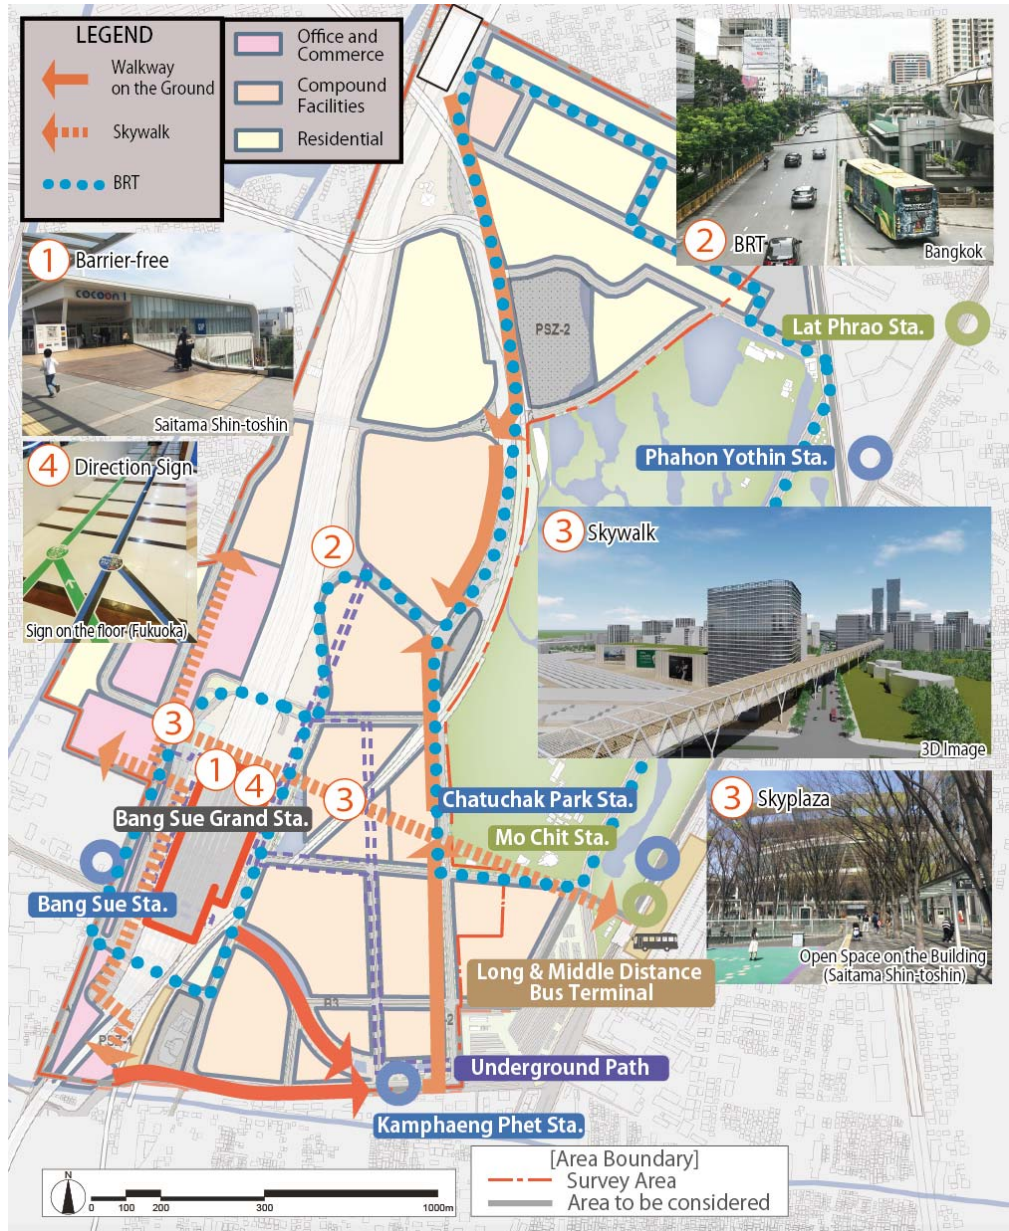 LEGEND
Walkway
on the Ground
Skywalk
BRT
Office and
Commerce
Compound
Facilities
Residential
1 Barrier-free
cocoon 1
Saitama Shin-toshin
2 BRT
Bangkok
4 Direction Sign
Sign on the floor (Fukuoka)
PSZ-2
Lat Phrao Sta.
Phahon Yothin Sta.
3 Skywalk
3D Image
2
3
1
4
3
Bang Sue Grand Sta.
Chatuchak Park Sta.
Mo Chit Sta.
3 Skyplaza
Open Space on the Building
(Saitama Shin-toshin)
Bang Sue Sta.
Long & Middle Distance
Bus Terminal
PSZ-1
Underground Path
Kamphaeng Phet Sta.
[Area Boundary]
Survey Area
Area to be considered
N
0 100 200 300 1000m